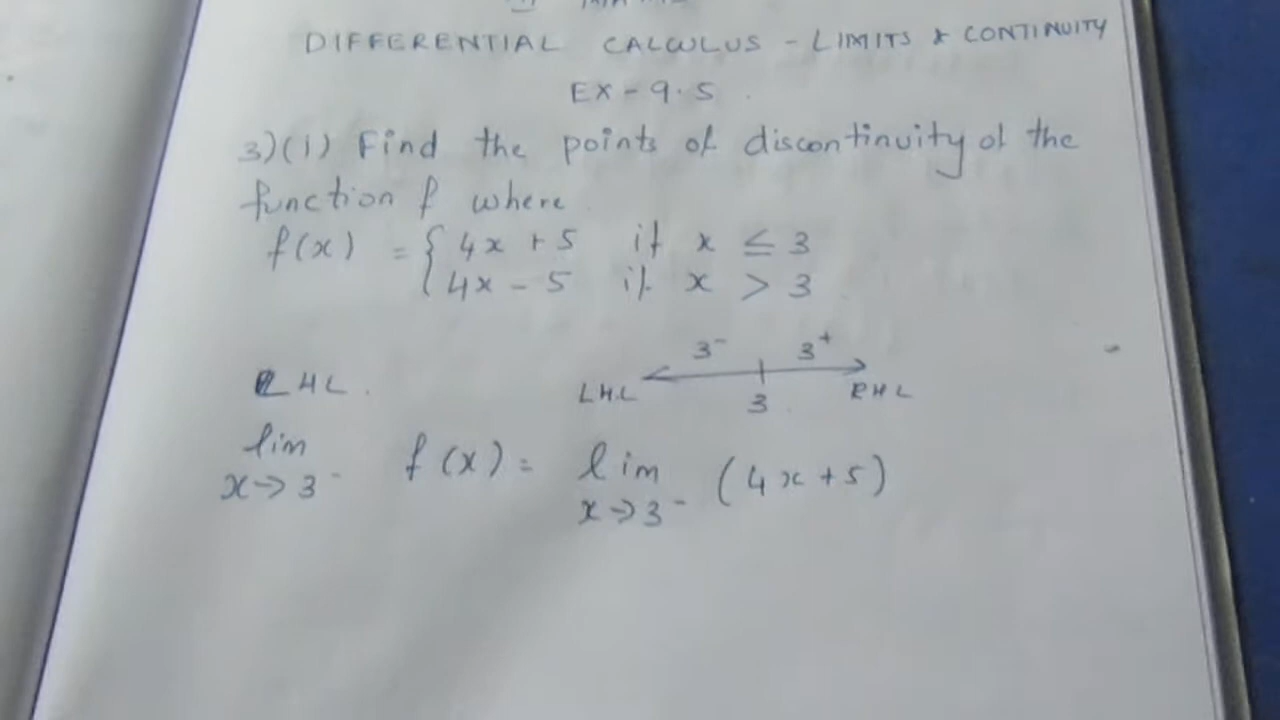 DIFFERENTIAL CALCULUS - LIMITS & CONTINUITY
EX - 9.5
3)(i) Find the points of discontinuity of the
function f where
f(x) = { 4x + 5 if x ≤ 3
4x - 5 if x > 3
3⁻ 3⁺
LHL.
LHL 3 RHL
lim f(x) = lim (4x+5)
x→3⁻ x→3⁻